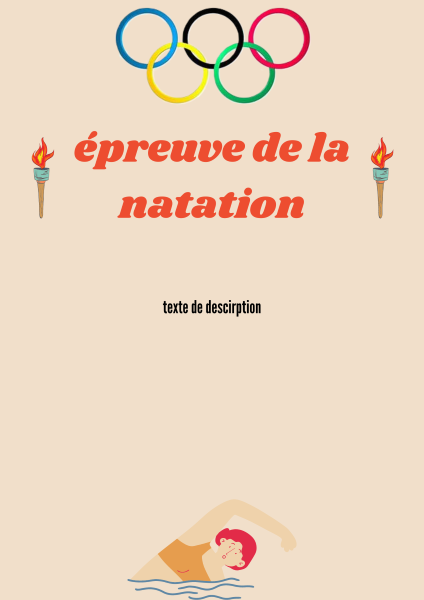 épreuve de la
natation
texte de descirption